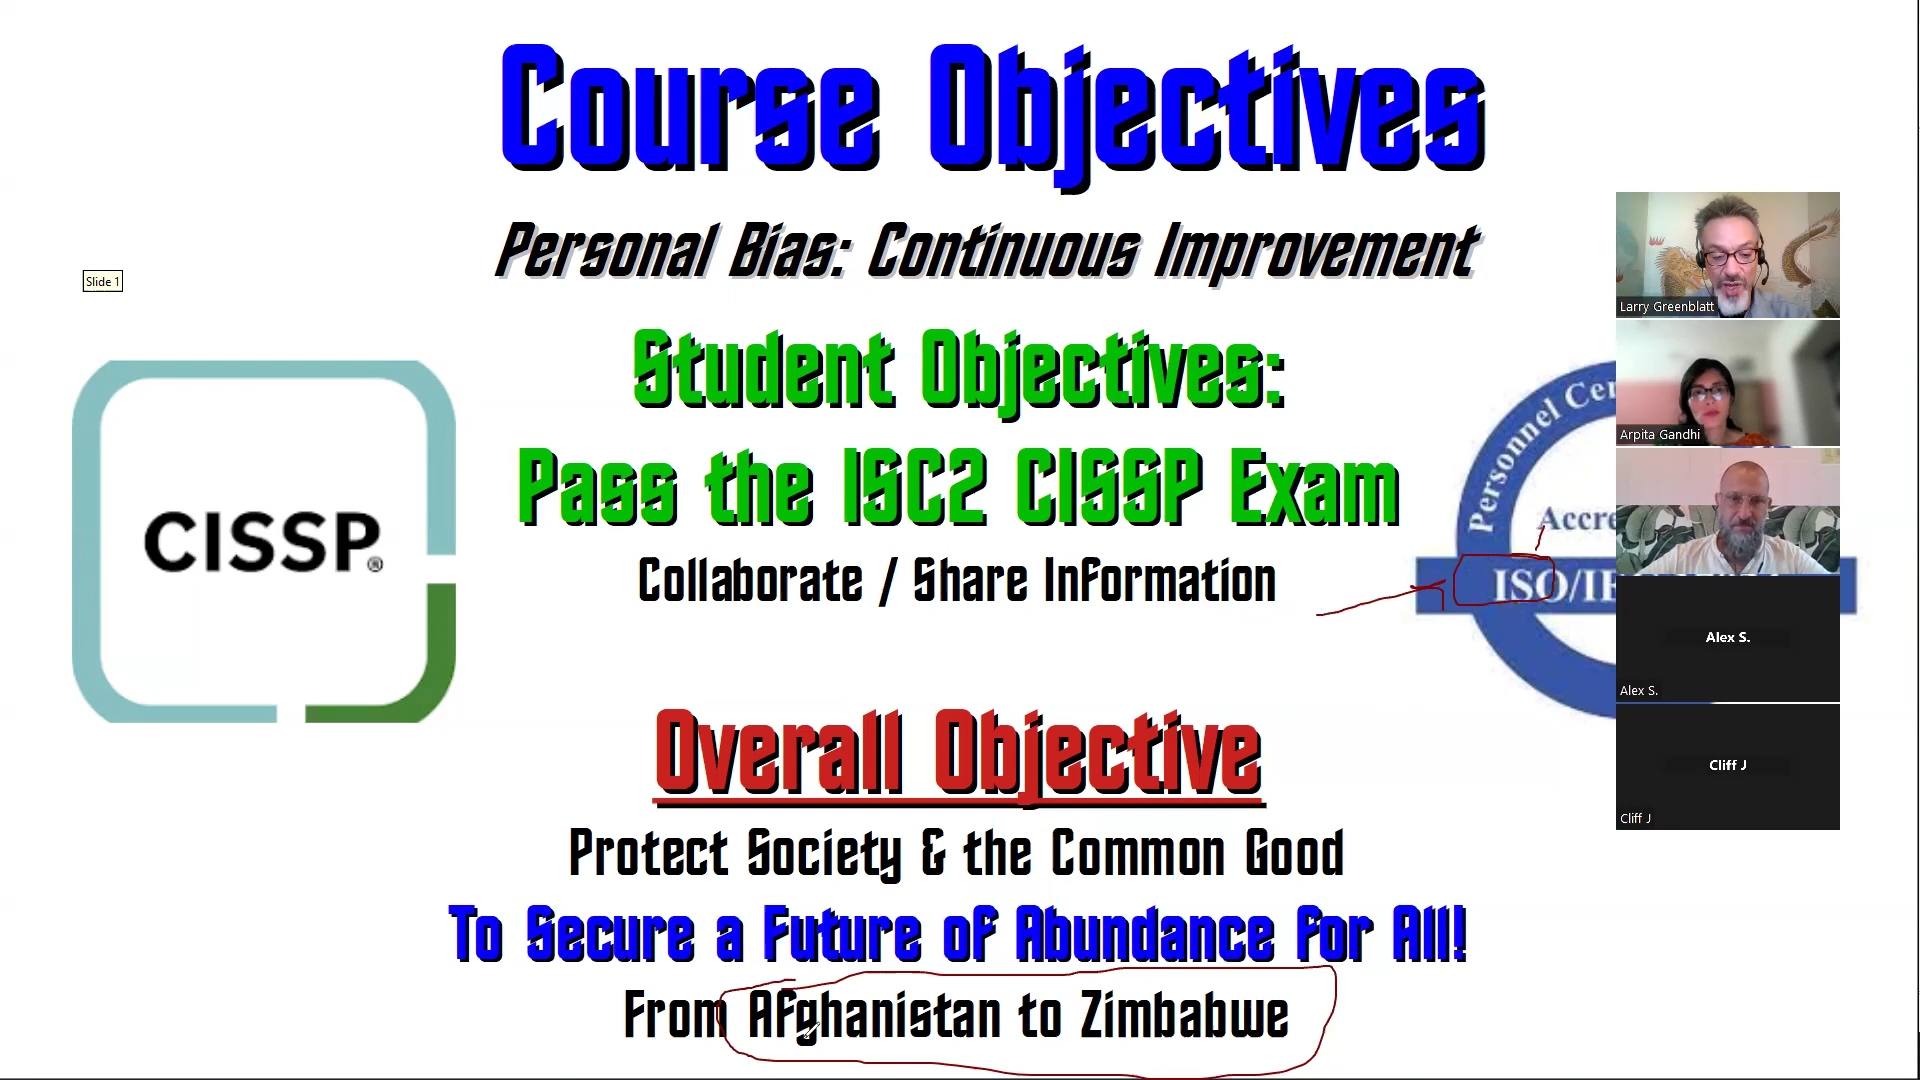 Course Objectives
Personal Bias: Continuous Improvement
Slide 1
Student Objectives:
Pass the ISC2 CISSP Exam
Collaborate / Share Information
CISSP®
Personnel Cer
Accre
ISO/IE
Overall Objective
Protect Society & the Common Good
To Secure a Future of Abundance for All!
From Afghanistan to Zimbabwe
Larry Greenblatt
Arpita Gandhi
Alex S.
Alex S.
Cliff J
Cliff J